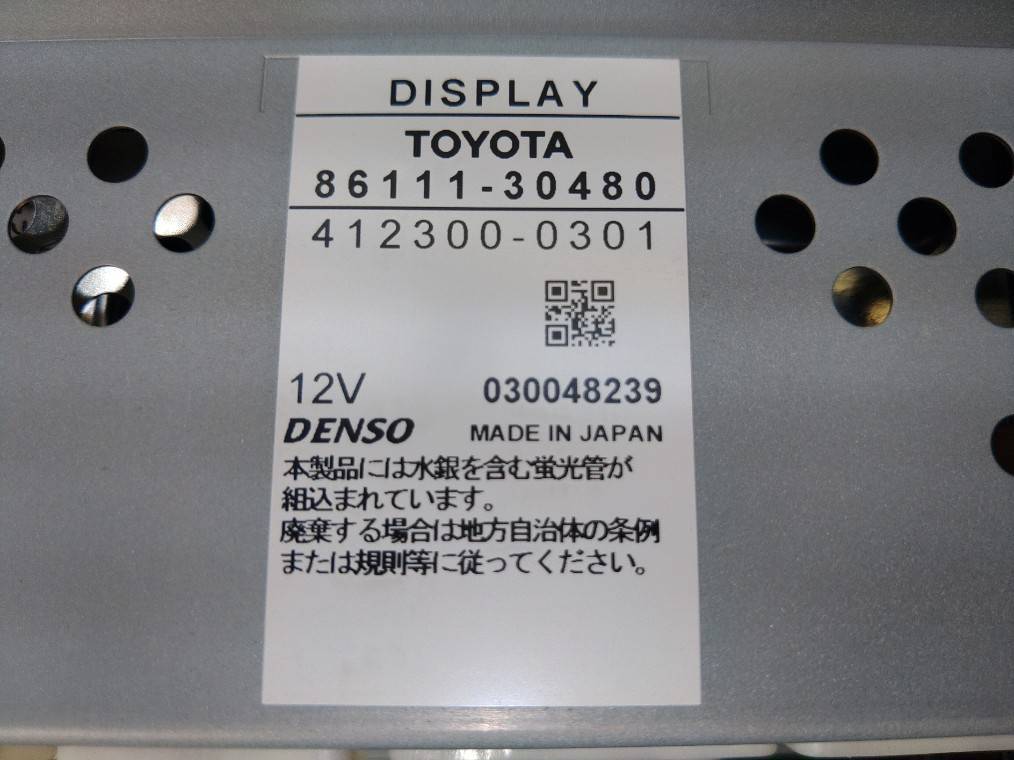 DISPLAY
TOYOTA
86111-30480
412300-0301
12V 030048239
DENSO MADE IN JAPAN
本製品には水銀を含む蛍光管が
組込まれています。
廃棄する場合は地方自治体の条例
または規則等に従ってください。